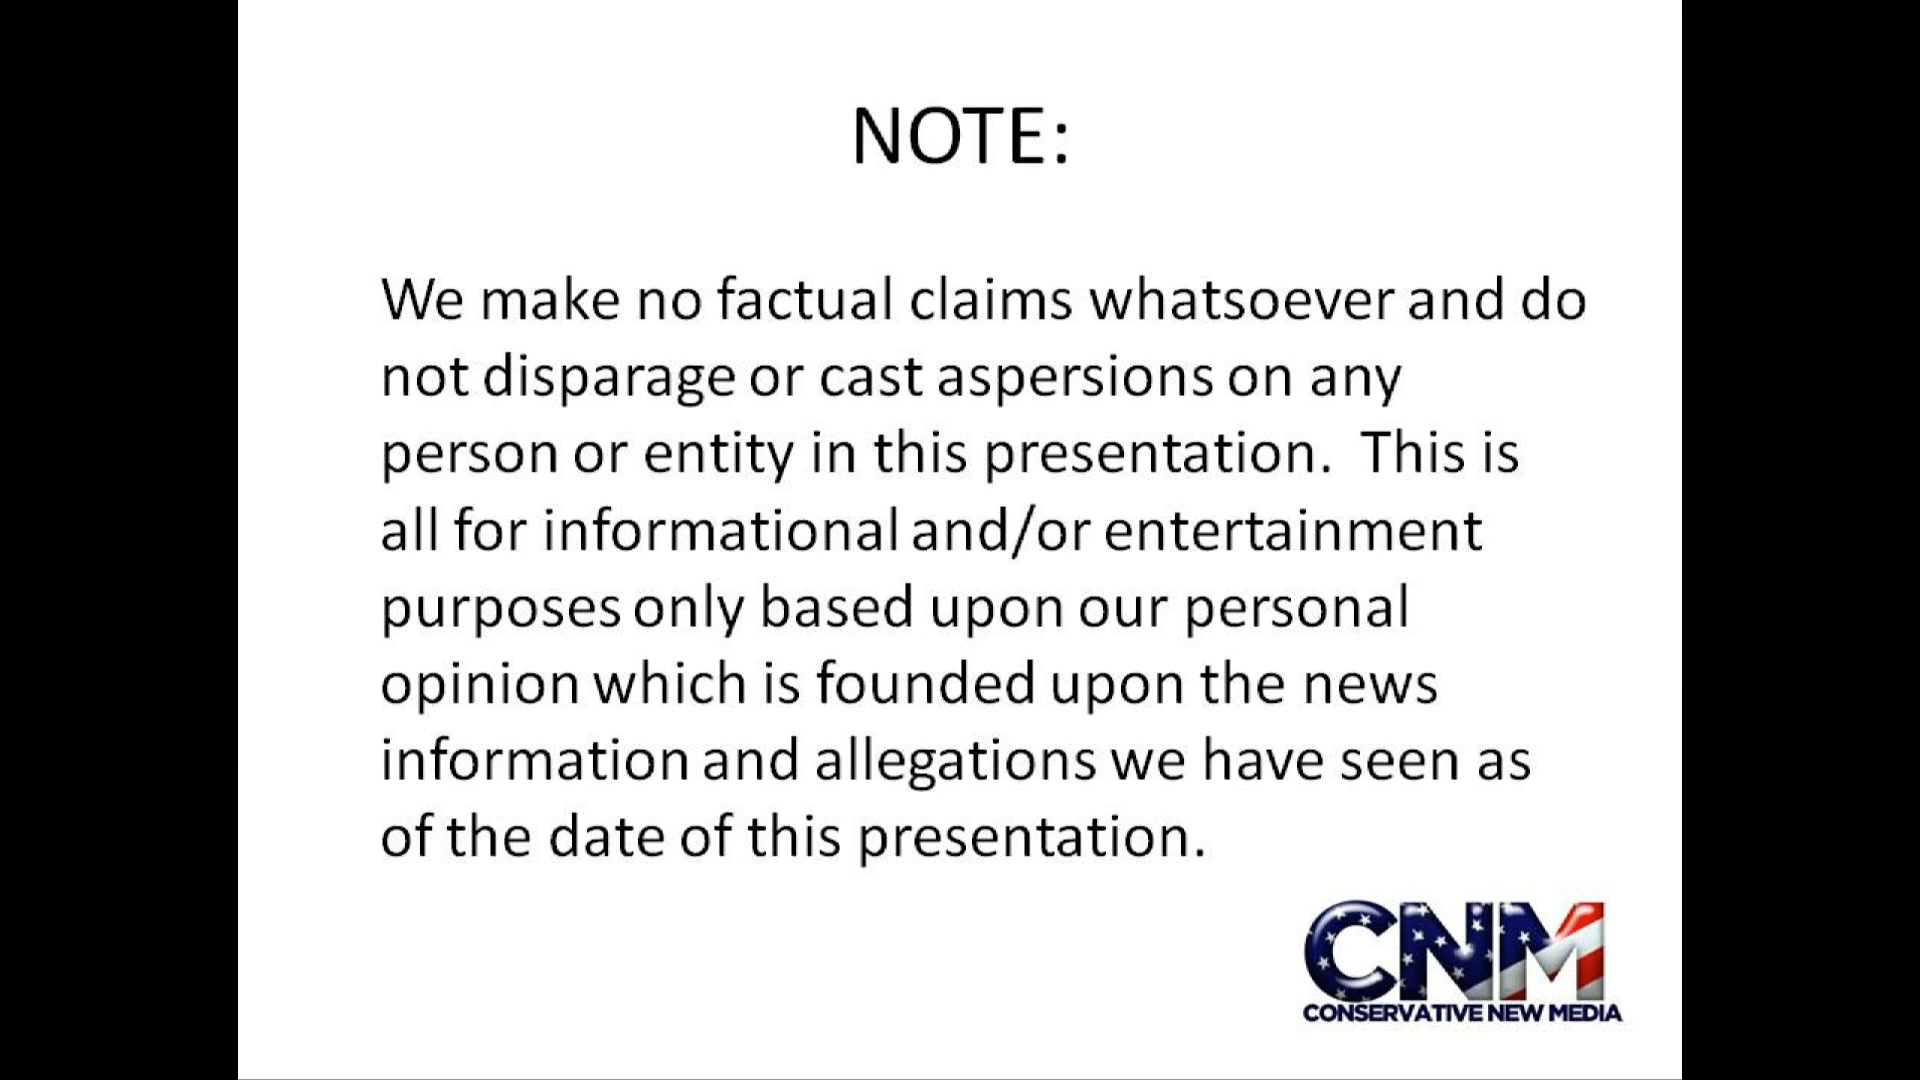 NOTE:
We make no factual claims whatsoever and do
not disparage or cast aspersions on any
person or entity in this presentation.  This is
all for informational and/or entertainment
purposes only based upon our personal
opinion which is founded upon the news
information and allegations we have seen as
of the date of this presentation.
CNM
CONSERVATIVE NEW MEDIA